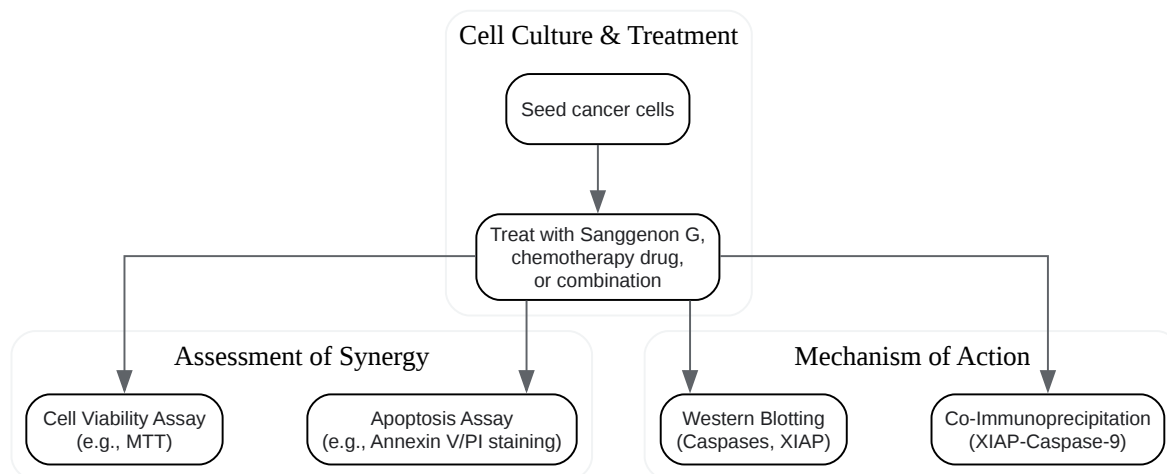 Cell Culture & Treatment
Seed cancer cells
Treat with Sanggenon G,
chemotherapy drug,
or combination
Assessment of Synergy
Cell Viability Assay
(e.g., MTT)
Apoptosis Assay
(e.g., Annexin V/PI staining)
Mechanism of Action
Western Blotting
(Caspases, XIAP)
Co-Immunoprecipitation
(XIAP-Caspase-9)